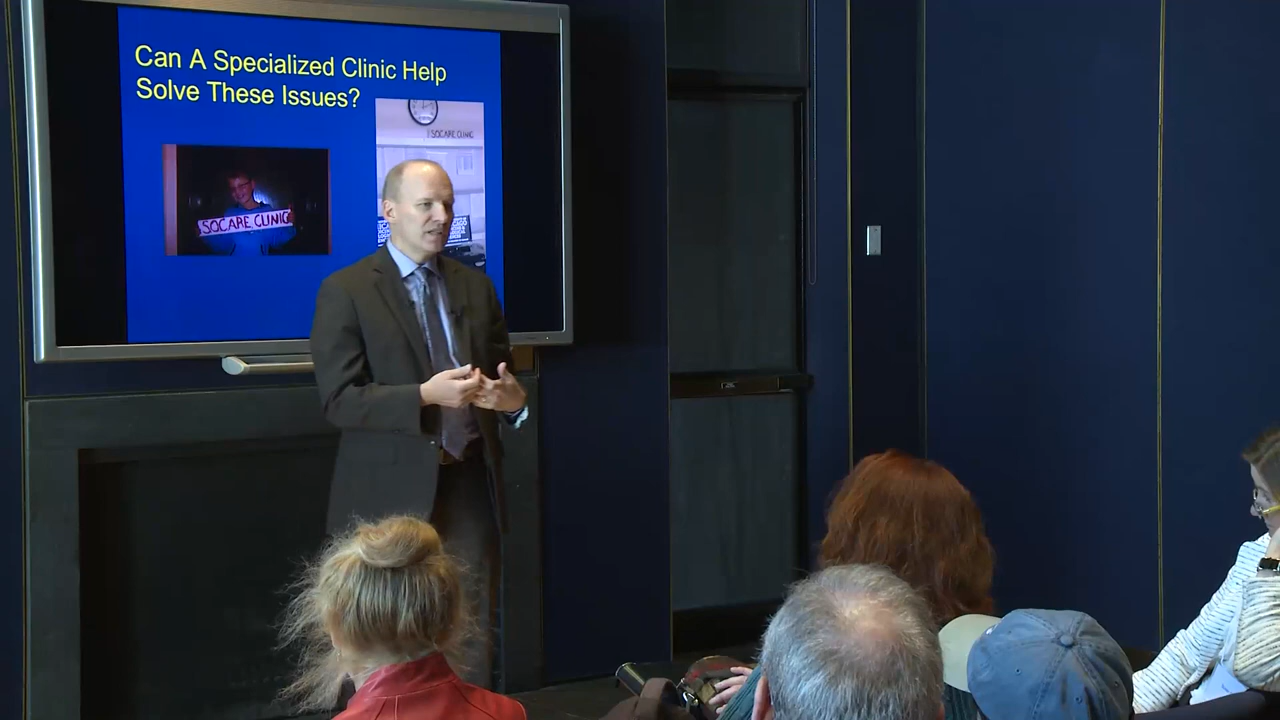 Can A Specialized Clinic Help
Solve These Issues?
SOCARE CLINIC
SOCARE CLINIC